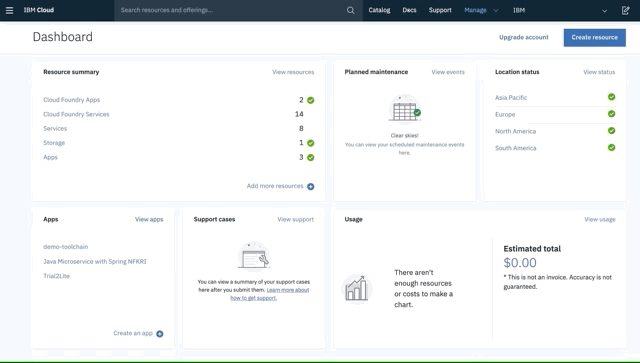 IBM Cloud
Search resources and offerings...
Catalog
Docs
Support
Manage
IBM
Dashboard
Upgrade account
Create resource
Resource summary
View resources
Cloud Foundry Apps 2
Cloud Foundry Services 14
Services 8
Storage 1
Apps 3
Add more resources
Planned maintenance
View events
Clear skies!
You can view your scheduled maintenance events
here.
Location status
View status
Asia Pacific
Europe
North America
South America
Apps
View apps
demo-toolchain
Java Microservice with Spring NFKRI
Trial2Lite
Create an app
Support cases
View support
You can view a summary of your support cases
here after you submit them. Learn more about
how to get support.
Usage
View usage
There aren't
enough resources
or costs to make a
chart.
Estimated total
$0.00
* This is not an invoice. Accuracy is not
guaranteed.